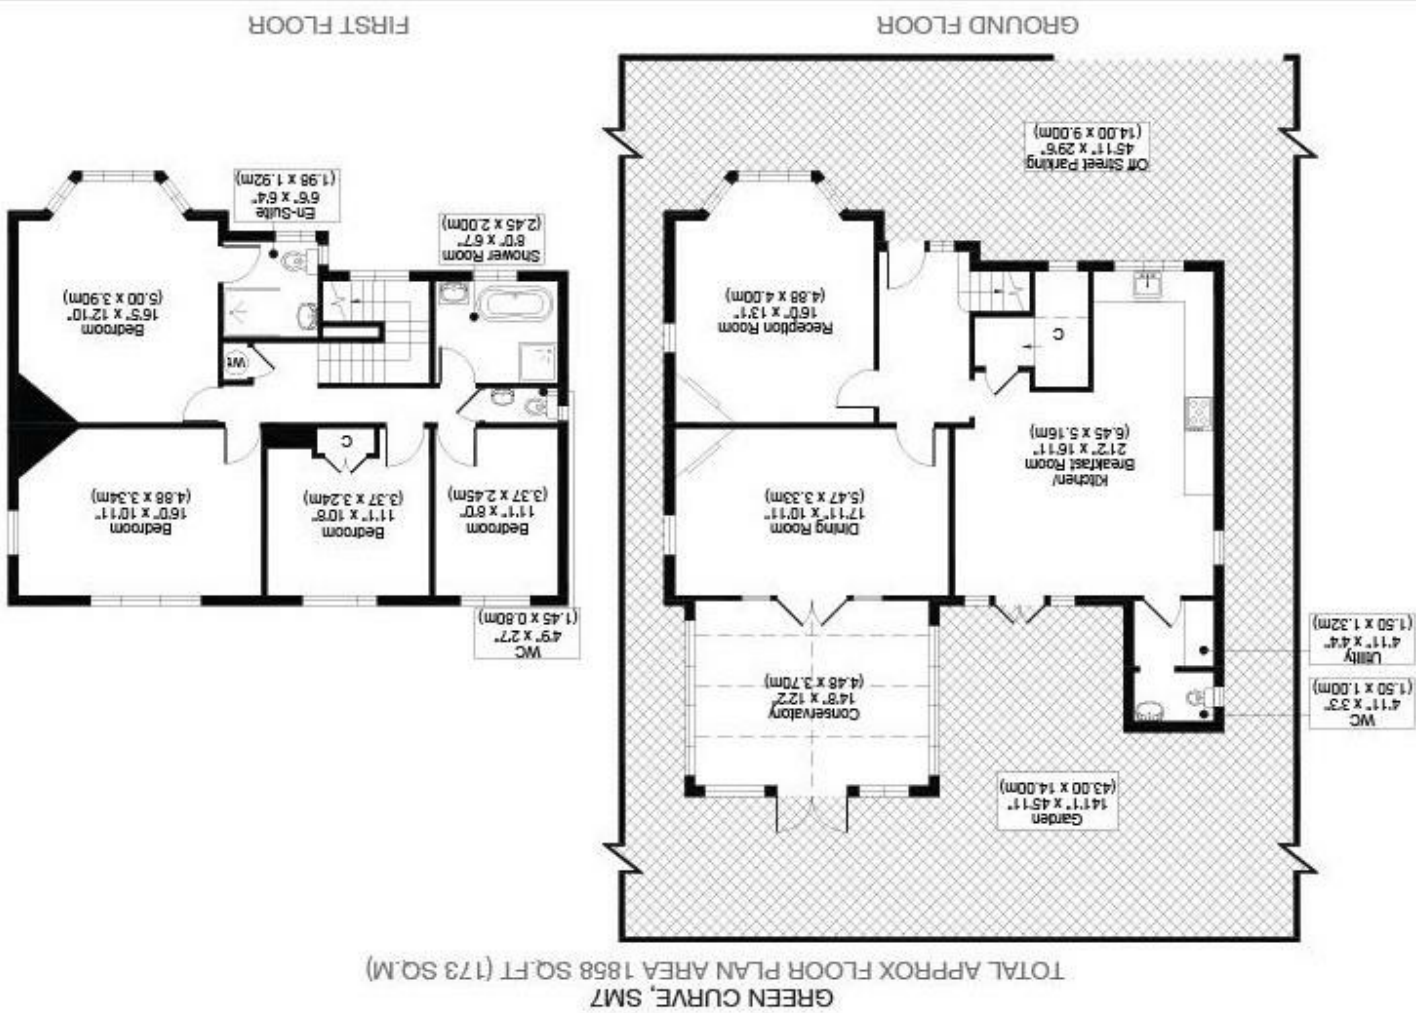 GREEN CURVE, SM7
TOTAL APPROX FLOOR PLAN AREA 1858 SQ.FT (173 SQ.M)
Garden
141'1" x 45'11"
(43.00 x 14.00m)
WC
4'11" x 3'3"
(1.50 x 1.00m)
Utility
4'11" x 4'4"
(1.50 x 1.32m)
Conservatory
14'8" x 12'2"
(4.48 x 3.70m)
Kitchen/
Breakfast Room
21'2" x 16'11"
(6.45 x 5.16m)
Dining Room
17'11" x 10'11"
(5.47 x 3.33m)
C
Reception Room
16'0" x 13'1"
(4.88 x 4.00m)
Off Street Parking
45'11" x 29'6"
(14.00 x 9.00m)
GROUND FLOOR
WC
4'9" x 2'7"
(1.45 x 0.80m)
Bedroom
11'1" x 8'0"
(3.37 x 2.45m)
Bedroom
11'1" x 10'8"
(3.37 x 3.24m)
Bedroom
16'0" x 10'11"
(4.88 x 3.34m)
C
Wt
Bedroom
16'5" x 12'10"
(5.00 x 3.90m)
Shower Room
8'0" x 6'7"
(2.45 x 2.00m)
En-Suite
6'6" x 6'4"
(1.98 x 1.92m)
FIRST FLOOR